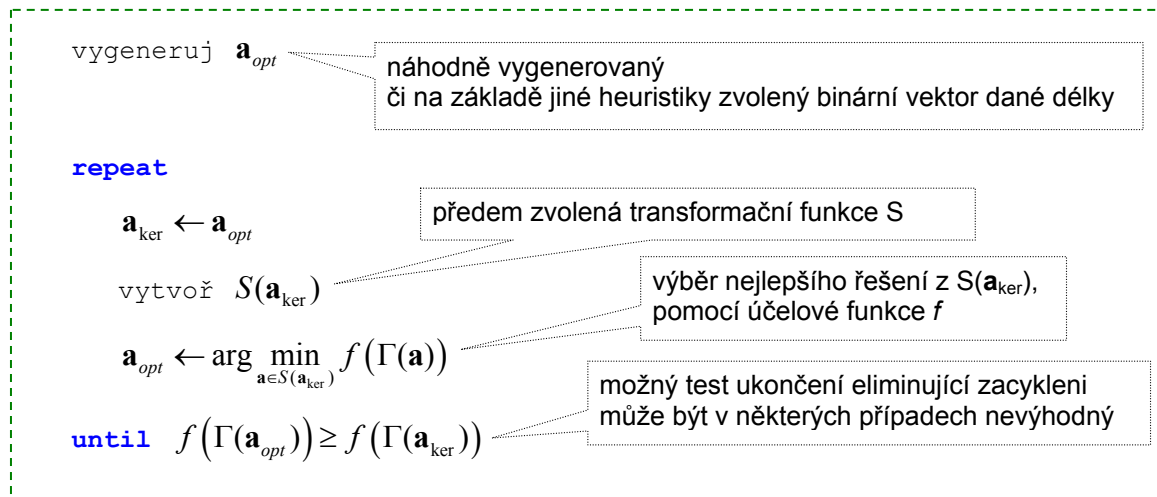 vygeneruj a_opt
náhodně vygenerovaný
či na základě jiné heuristiky zvolený binární vektor dané délky
repeat
a_ker ← a_opt
předem zvolená transformační funkce S
vytvoř S(a_ker)
výběr nejlepšího řešení z S(a_ker),
pomocí účelové funkce f
a_opt ← arg min_{a∈S(a_ker)} f(Γ(a))
možný test ukončení eliminující zacykleni
může být v některých případech nevýhodný
until f(Γ(a_opt)) ≥ f(Γ(a_ker))